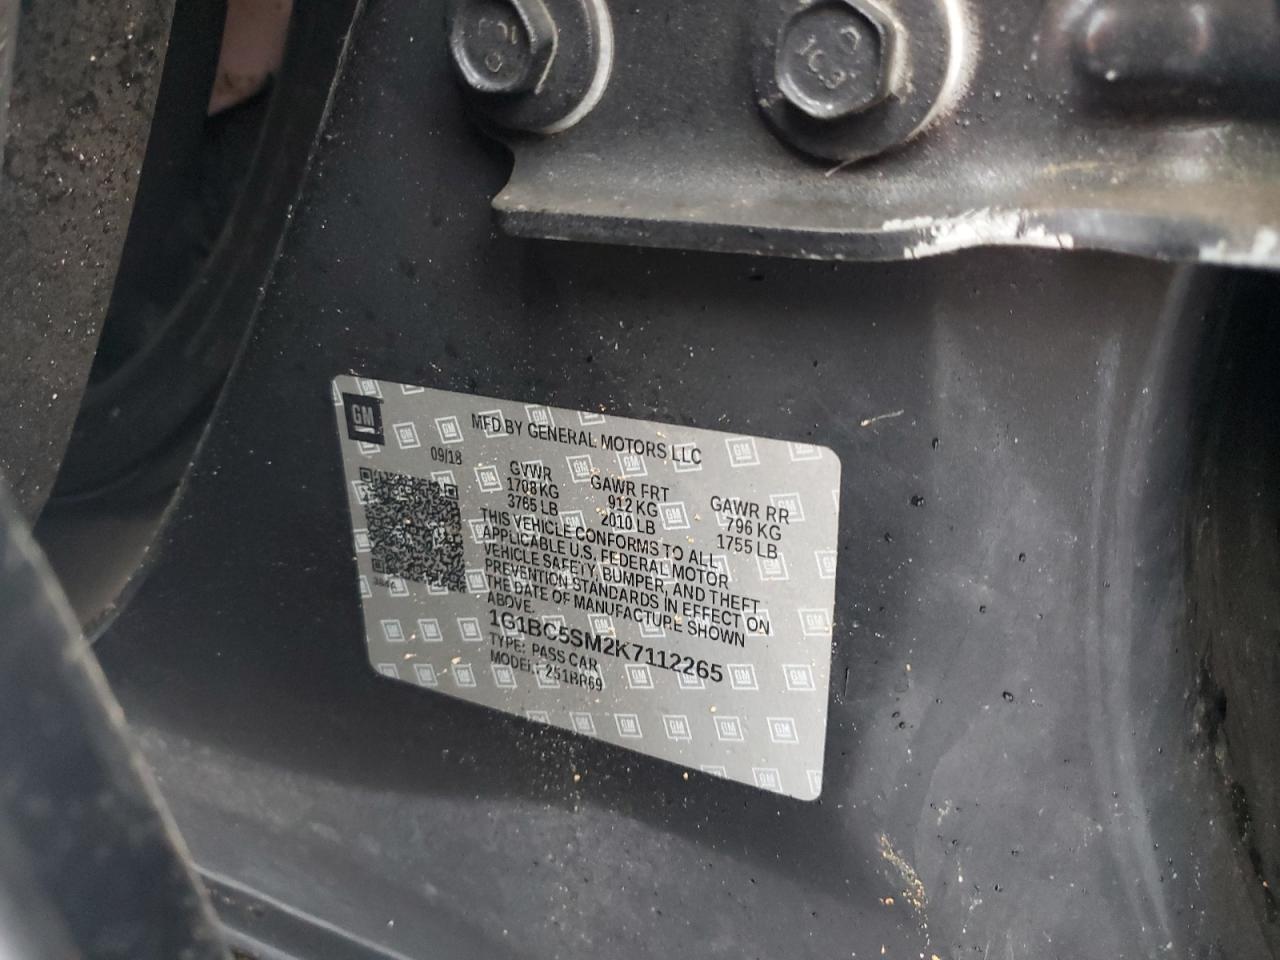 GM
MFD BY GENERAL MOTORS LLC
09/18
GVWR GAWR FRT GAWR RR
1708 KG 912 KG 796 KG
3765 LB 2010 LB 1755 LB
THIS VEHICLE CONFORMS TO ALL
APPLICABLE U.S. FEDERAL MOTOR
VEHICLE SAFETY, BUMPER, AND THEFT
PREVENTION STANDARDS IN EFFECT ON
THE DATE OF MANUFACTURE SHOWN
ABOVE.
1G1BC5SM2K7112265
TYPE: PASS CAR
MODEL: 251BR69